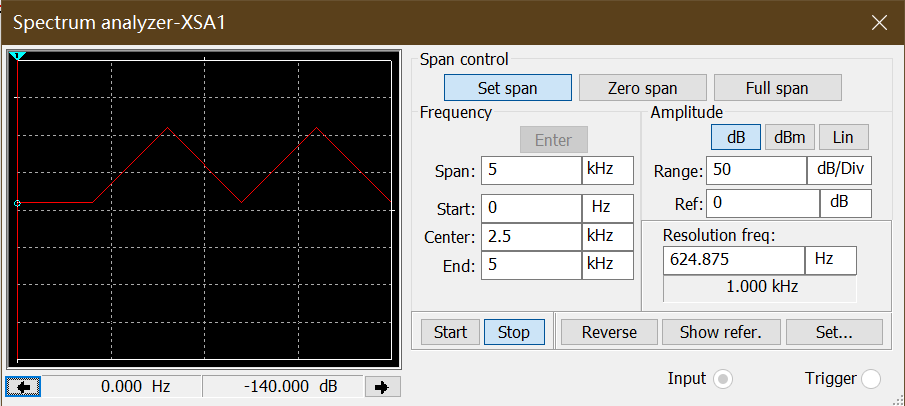 Spectrum analyzer-XSA1
1
Span control
Set span Zero span Full span
Frequency
Enter
Span: 5 kHz
Start: 0 Hz
Center: 2.5 kHz
End: 5 kHz
Amplitude
dB dBm Lin
Range: 50 dB/Div
Ref: 0 dB
Resolution freq:
624.875 Hz
1.000 kHz
Start Stop Reverse Show refer. Set...
0.000 Hz -140.000 dB
Input Trigger